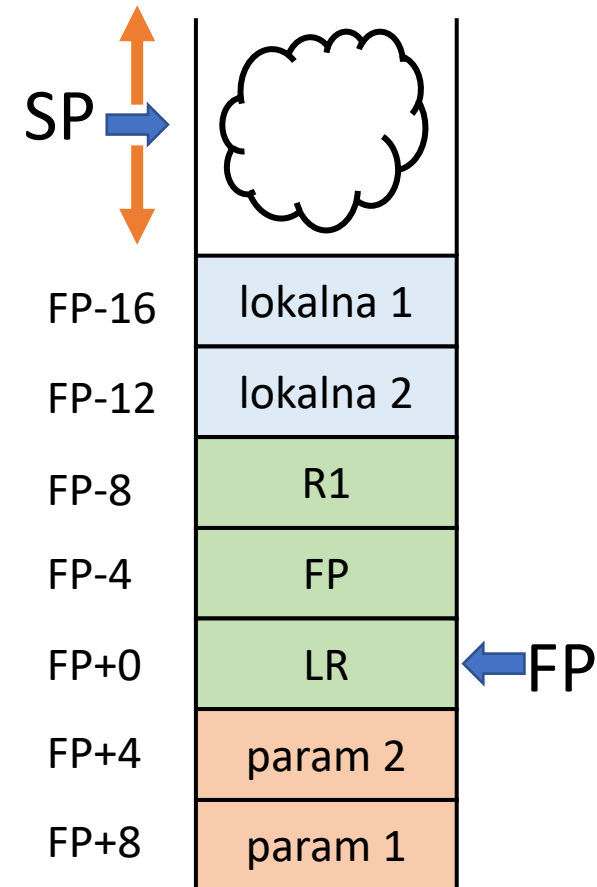 SP
FP-16 lokalna 1
FP-12 lokalna 2
FP-8 R1
FP-4 FP
FP+0 LR FP
FP+4 param 2
FP+8 param 1